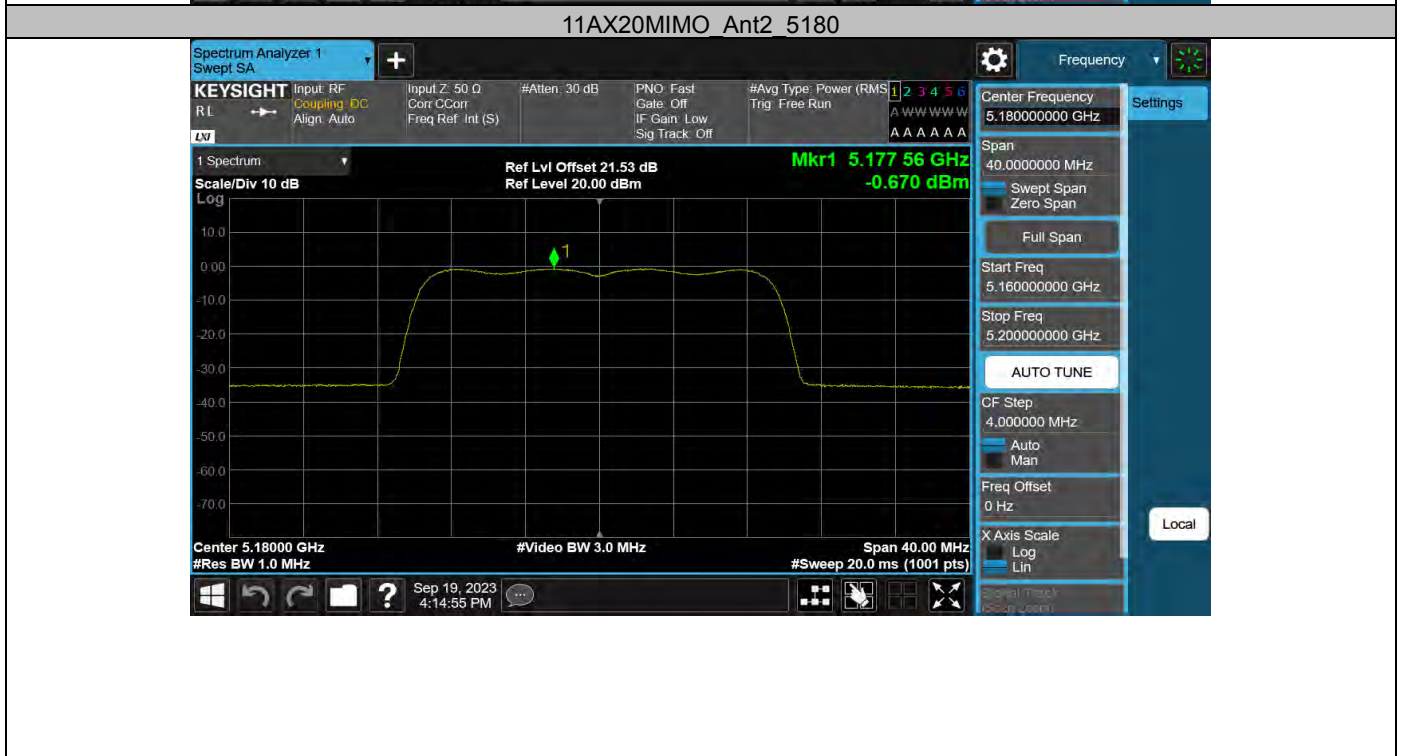 11AX20MIMO_Ant2_5180
Spectrum Analyzer 1
Swept SA
Frequency
KEYSIGHT
RL
LXI
Input: RF
Coupling: DC
Align: Auto
Input Z: 50 Ω
Corr CCorr
Freq Ref: Int (S)
#Atten: 30 dB
PNO: Fast
Gate: Off
IF Gain: Low
Sig Track: Off
#Avg Type: Power (RMS
Trig: Free Run
1 2 3 4 5 6
A W W W W W
A A A A A A
Center Frequency
5.180000000 GHz
Settings
1 Spectrum
Ref Lvl Offset 21.53 dB
Mkr1 5.177 56 GHz
Scale/Div 10 dB
Ref Level 20.00 dBm
-0.670 dBm
Log
10.0
0.00
-10.0
-20.0
-30.0
-40.0
-50.0
-60.0
-70.0
1
Span
40.0000000 MHz
Swept Span
Zero Span
Full Span
Start Freq
5.160000000 GHz
Stop Freq
5.200000000 GHz
AUTO TUNE
CF Step
4.000000 MHz
Auto
Man
Freq Offset
0 Hz
X Axis Scale
Log
Lin
Local
Center 5.18000 GHz
#Video BW 3.0 MHz
Span 40.00 MHz
#Res BW 1.0 MHz
#Sweep 20.0 ms (1001 pts)
?
Sep 19, 2023
4:14:55 PM
Signal Track